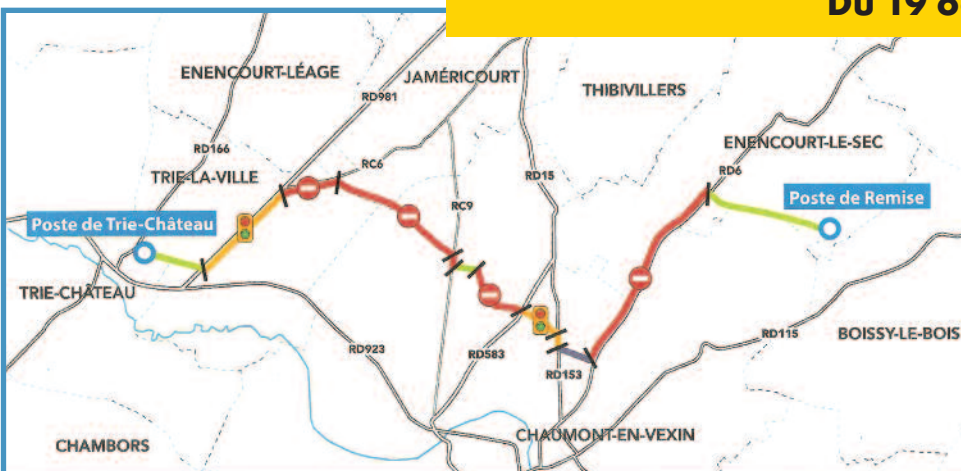 DU 19 
ENENCOURT-LÉAGE
JAMÉRICOURT
THIBIVILLERS
RD981
ENENCOURT-LE-SEC
RD166
RC6
RD15
RD6
TRIE-LA-VILLE
Poste de Remise
RC9
Poste de Trie-Château
TRIE-CHÂTEAU
RD923
RD583
RD153
RD115
BOISSY-LE-BOIS
CHAMBORS
CHAUMONT-EN-VEXIN